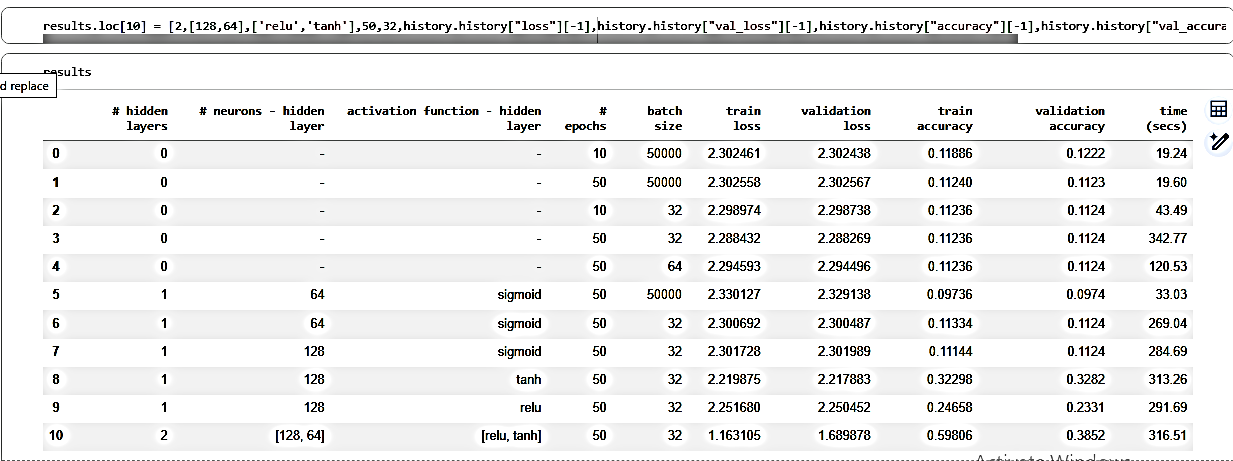 results.loc[10] = [2,[128,64],['relu','tanh'],50,32,history.history["loss"][-1],history.history["val_loss"][-1],history.history["accuracy"][-1],history.history["val_accura
results
d replace
# hidden layers # neurons - hidden layer activation function - hidden layer # epochs batch size train loss validation loss train accuracy validation accuracy time (secs)
0 0 - - 10 50000 2.302461 2.302438 0.11886 0.1222 19.24
1 0 - - 50 50000 2.302558 2.302567 0.11240 0.1123 19.60
2 0 - - 10 32 2.298974 2.298738 0.11236 0.1124 43.49
3 0 - - 50 32 2.288432 2.288269 0.11236 0.1124 342.77
4 0 - - 50 64 2.294593 2.294496 0.11236 0.1124 120.53
5 1 64 sigmoid 50 50000 2.330127 2.329138 0.09736 0.0974 33.03
6 1 64 sigmoid 50 32 2.300692 2.300487 0.11334 0.1124 269.04
7 1 128 sigmoid 50 32 2.301728 2.301989 0.11144 0.1124 284.69
8 1 128 tanh 50 32 2.219875 2.217883 0.32298 0.3282 313.26
9 1 128 relu 50 32 2.251680 2.250452 0.24658 0.2331 291.69
10 2 [128, 64] [relu, tanh] 50 32 1.163105 1.689878 0.59806 0.3852 316.51
Activate Windows